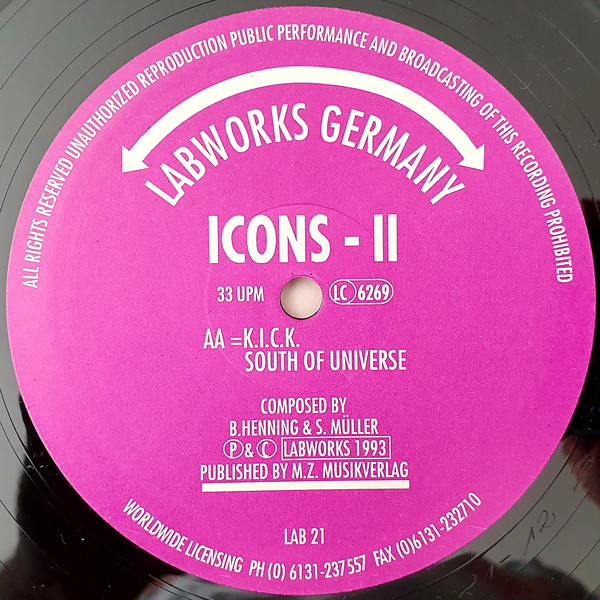 ALL RIGHTS RESERVED UNAUTHORIZED REPRODUCTION PUBLIC PERFORMANCE AND BROADCASTING OF THIS RECORDING PROHIBITED
LABWORKS GERMANY
ICONS - II
33 UPM LC 6269
AA =K.I.C.K.
SOUTH OF UNIVERSE
COMPOSED BY
B.HENNING & S. MÜLLER
Ⓟ & © LABWORKS 1993
PUBLISHED BY M.Z. MUSIKVERLAG
LAB 21
WORLDWIDE LICENSING PH (0) 6131-237 557 FAX (0)6131-232710